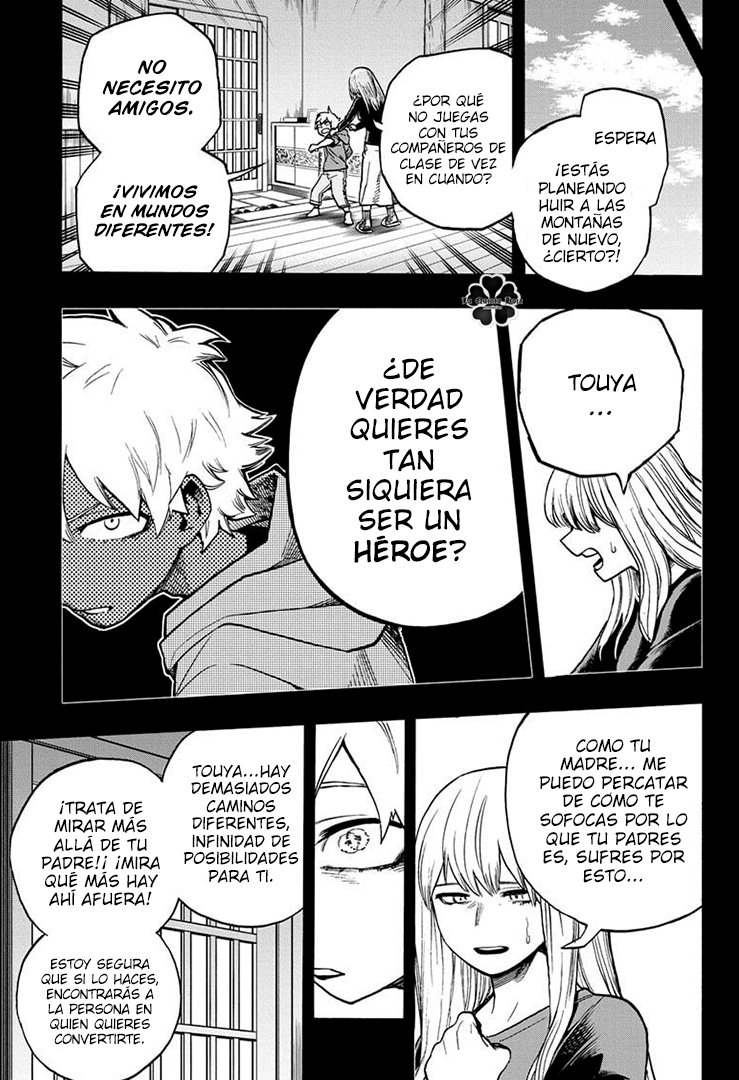 ESPERA
¡ESTÁS
PLANEANDO
HUIR A LAS
MONTAÑAS
DE NUEVO,
¿CIERTO?!
¿POR QUÉ
NO JUEGAS
CON TUS
COMPAÑEROS
DE CLASE DE VEZ
EN CUANDO?
NO
NECESITO
AMIGOS.
¡VIVIMOS
EN MUNDOS
DIFERENTES!
TOUYA
...
¿DE
VERDAD
QUIERES
TAN
SIQUIERA
SER UN
HÉROE?
COMO TU
MADRE... ME
PUEDO PERCATAR
DE CÓMO TE
SOFOCAS POR LO
QUE TU PADRES
ES, SUFRES POR
ESTO...
TOUYA...HAY
DEMASIADOS
CAMINOS
DIFERENTES,
INFINIDAD DE
POSIBILIDADES
PARA TI.
¡TRATA DE
MIRAR MÁS
ALLÁ DE TU
PADRE!¡ ¡MIRA
QUÉ MÁS HAY
AHÍ AFUERA!
ESTOY SEGURA
QUE SI LO HACES,
ENCONTRARÁS A
LA PERSONA EN
QUIEN QUIERES
CONVERTIRTE.